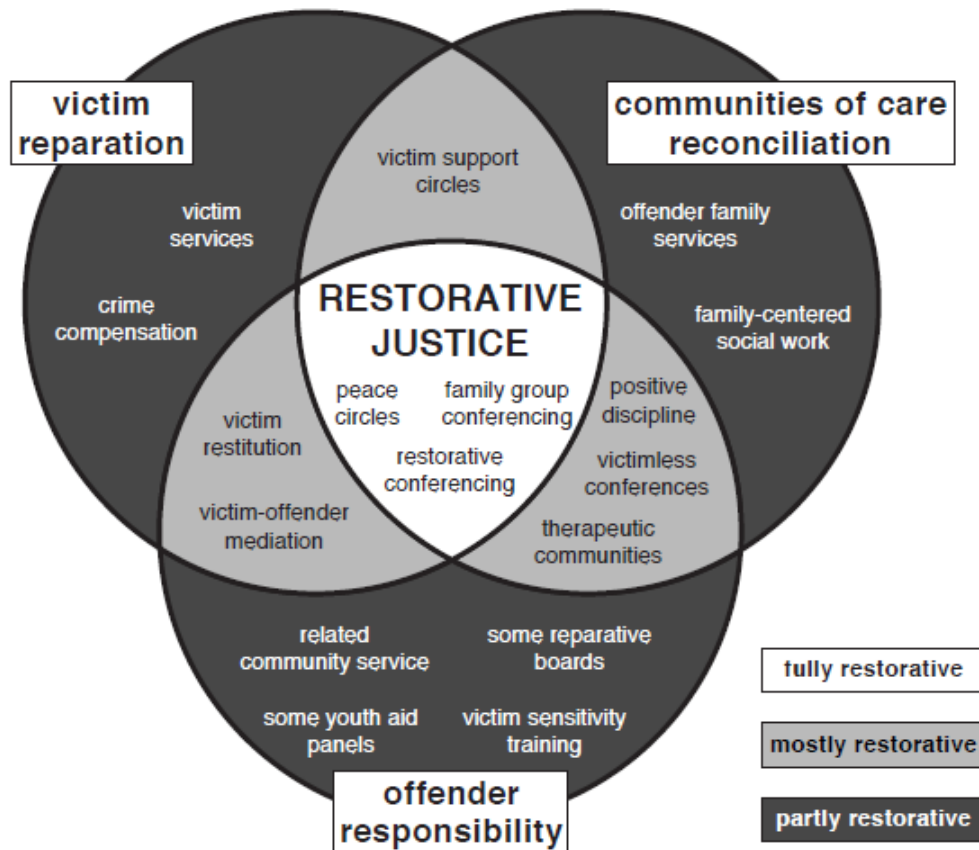 victim
reparation
communities of care
reconciliation
victim support
circles
victim
services
offender family
services
crime
compensation
family-centered
social work
RESTORATIVE
JUSTICE
peace
circles
family group
conferencing
restorative
conferencing
positive
discipline
victimless
conferences
therapeutic
communities
victim
restitution
victim-offender
mediation
related
community service
some reparative
boards
some youth aid
panels
victim sensitivity
training
offender
responsibility
fully restorative
mostly restorative
partly restorative